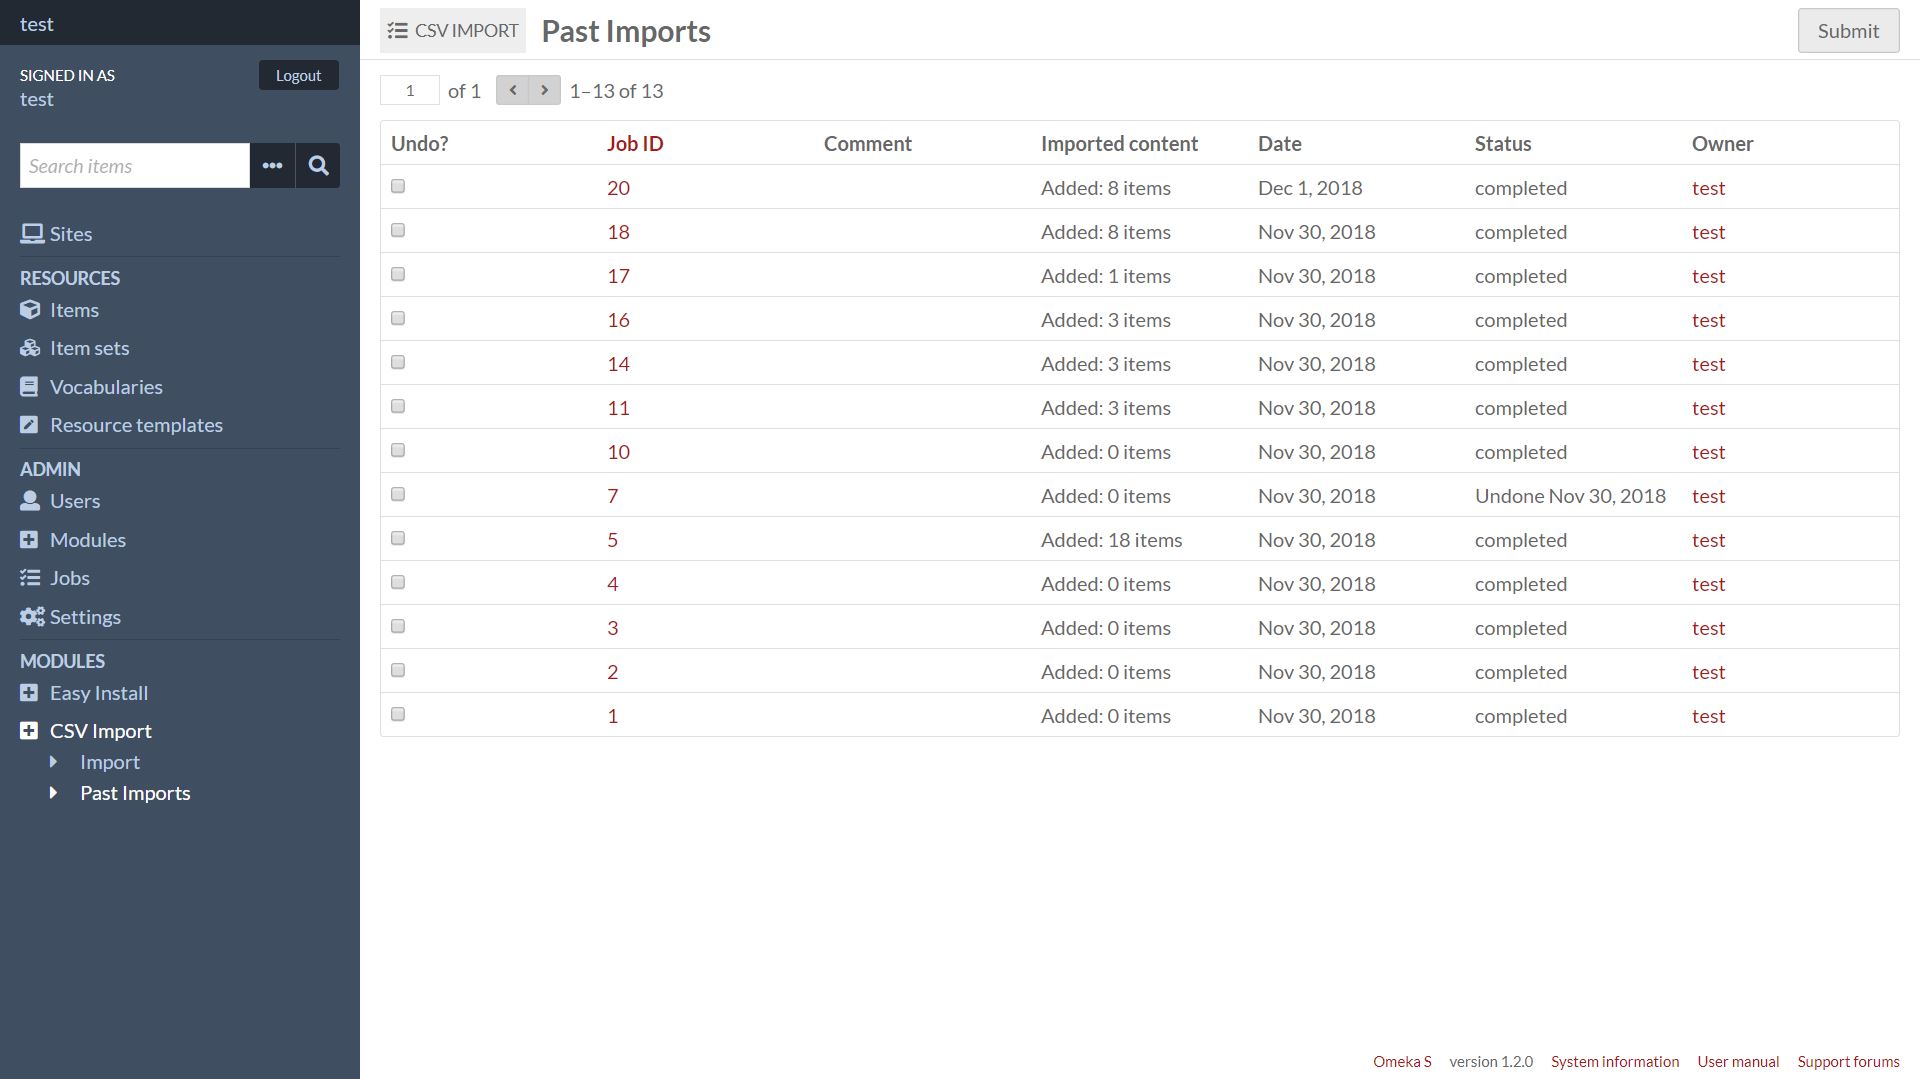 test
SIGNED IN AS
Logout
test
Search items
Sites
RESOURCES
Items
Item sets
Vocabularies
Resource templates
ADMIN
Users
Modules
Jobs
Settings
MODULES
Easy Install
CSV Import
Import
Past Imports
CSV IMPORT Past Imports Submit
1 of 1 1–13 of 13
Undo? Job ID Comment Imported content Date Status Owner
20 Added: 8 items Dec 1, 2018 completed test
18 Added: 8 items Nov 30, 2018 completed test
17 Added: 1 items Nov 30, 2018 completed test
16 Added: 3 items Nov 30, 2018 completed test
14 Added: 3 items Nov 30, 2018 completed test
11 Added: 3 items Nov 30, 2018 completed test
10 Added: 0 items Nov 30, 2018 completed test
7 Added: 0 items Nov 30, 2018 Undone Nov 30, 2018 test
5 Added: 18 items Nov 30, 2018 completed test
4 Added: 0 items Nov 30, 2018 completed test
3 Added: 0 items Nov 30, 2018 completed test
2 Added: 0 items Nov 30, 2018 completed test
1 Added: 0 items Nov 30, 2018 completed test
Omeka S version 1.2.0 System information User manual Support forums